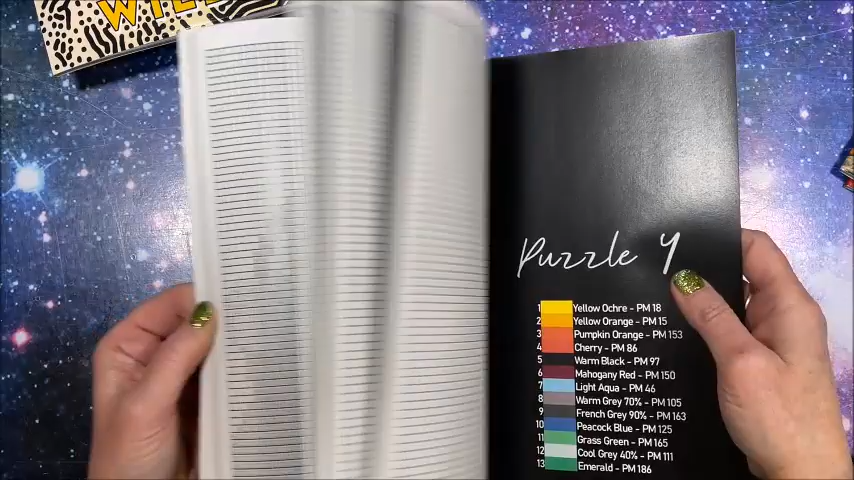 WILD
Puzzle Y
1 Yellow Ochre - PM 18
2 Yellow Orange - PM 15
3 Pumpkin Orange - PM 153
4 Cherry - PM 86
5 Warm Black - PM 97
6 Mahogany Red - PM 150
7 Light Aqua - PM 46
8 Warm Grey 70% - PM 105
9 French Grey 90% - PM 163
10 Peacock Blue - PM 125
11 Grass Green - PM 164
12 Cool Grey 40% - PM 111
13 Emerald - PM 186